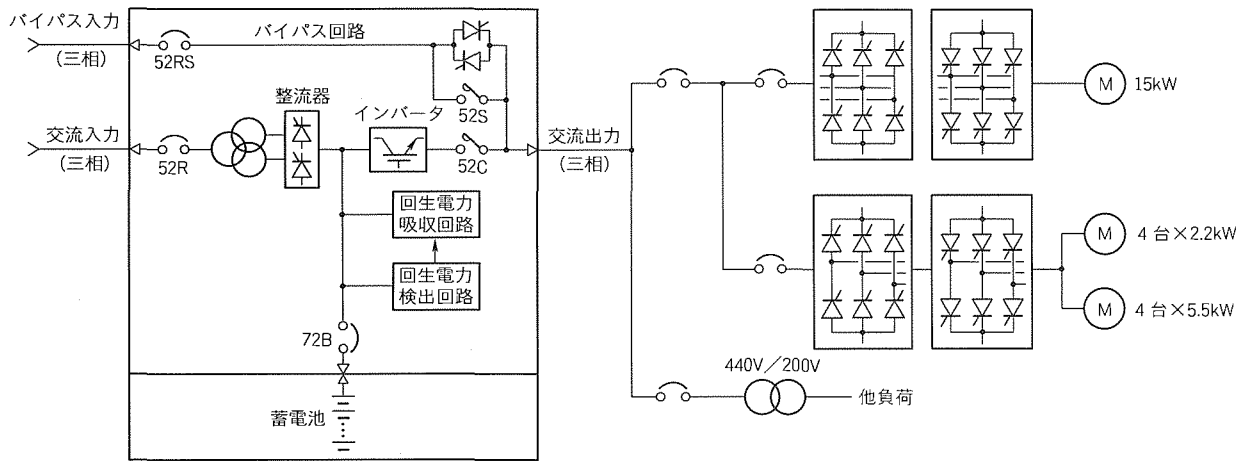 バイパス入力
(三相)
52RS
バイパス回路
52S
整流器
インバータ
交流入力
(三相)
52R
52C
交流出力
(三相)
回生電力
吸収回路
回生電力
検出回路
72B
蓄電池
M 15kW
M 4台×2.2kW
M 4台×5.5kW
440V/200V
他負荷